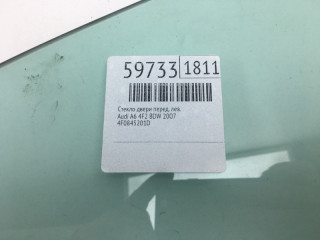 59733 1811
Стекло двери перед. лев.
Audi A6 4F2 BDW 2007
4F0845201D